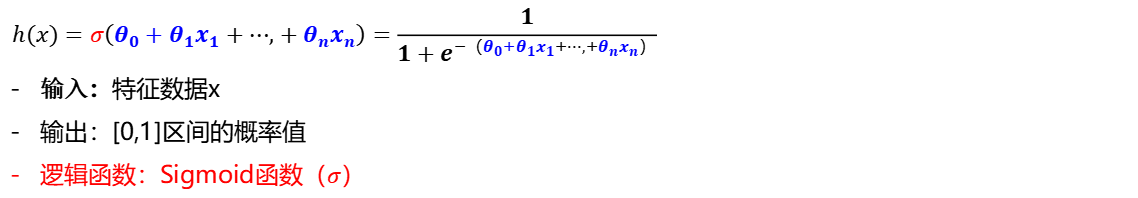 h(x) = σ(θ₀ + θ₁x₁ + ⋯, + θₙxₙ) = 1 / (1 + e^−(θ₀+θ₁x₁+⋯,+θₙxₙ))
- 输入：特征数据x
- 输出：[0,1]区间的概率值
- 逻辑函数：Sigmoid函数（σ）